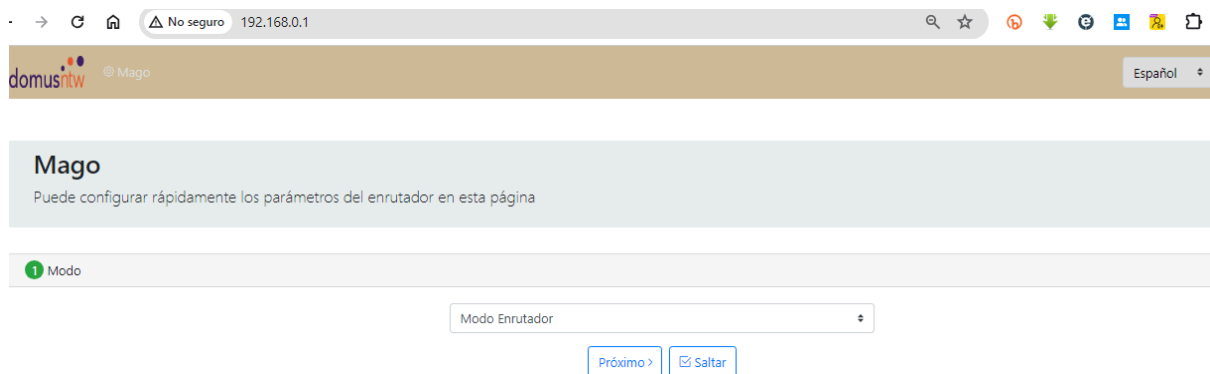 No seguro 192.168.0.1
domusntw Mago Español
Mago
Puede configurar rápidamente los parámetros del enrutador en esta página
1 Modo
Modo Enrutador
Próximo > Saltar